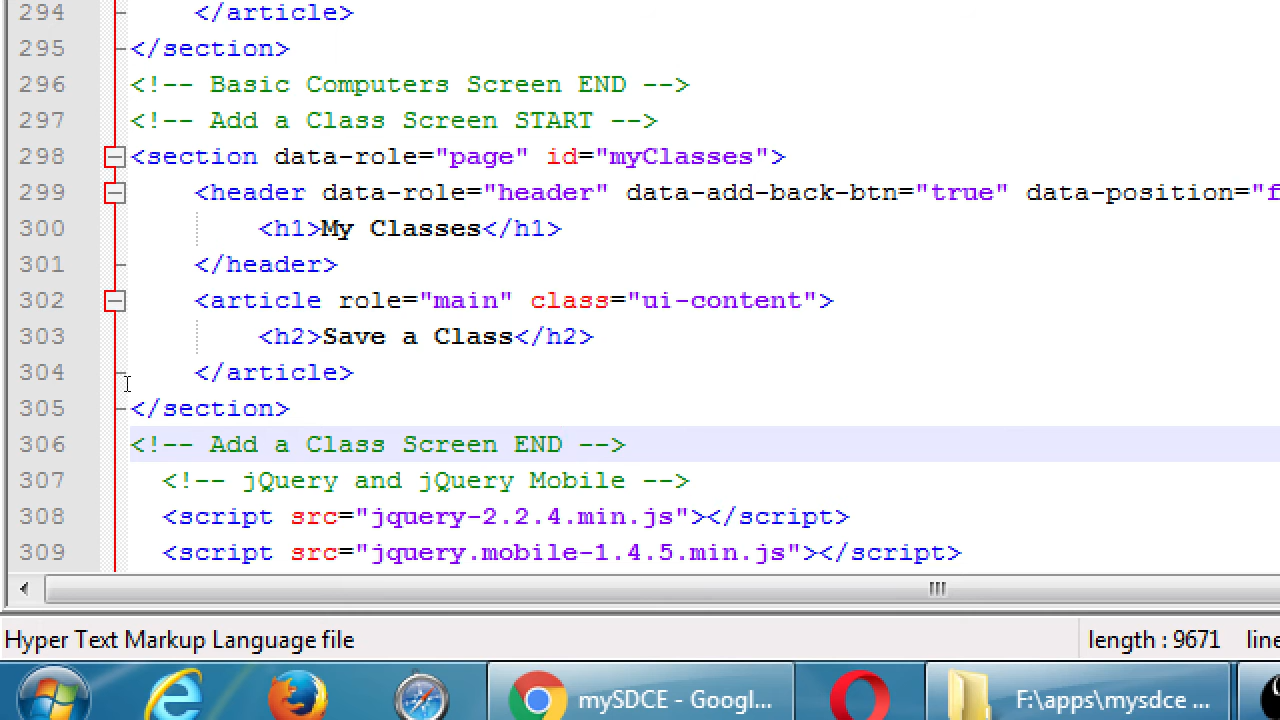 294 </article>
295 </section>
296 <!-- Basic Computers Screen END -->
297 <!-- Add a Class Screen START -->
298 <section data-role="page" id="myClasses">
299 <header data-role="header" data-add-back-btn="true" data-position="f
300 <h1>My Classes</h1>
301 </header>
302 <article role="main" class="ui-content">
303 <h2>Save a Class</h2>
304 </article>
305 </section>
306 <!-- Add a Class Screen END -->
307 <!-- jQuery and jQuery Mobile -->
308 <script src="jquery-2.2.4.min.js"></script>
309 <script src="jquery.mobile-1.4.5.min.js"></script>
Hyper Text Markup Language file length : 9671 line
mySDCE - Googl... F:\apps\mysdce ...